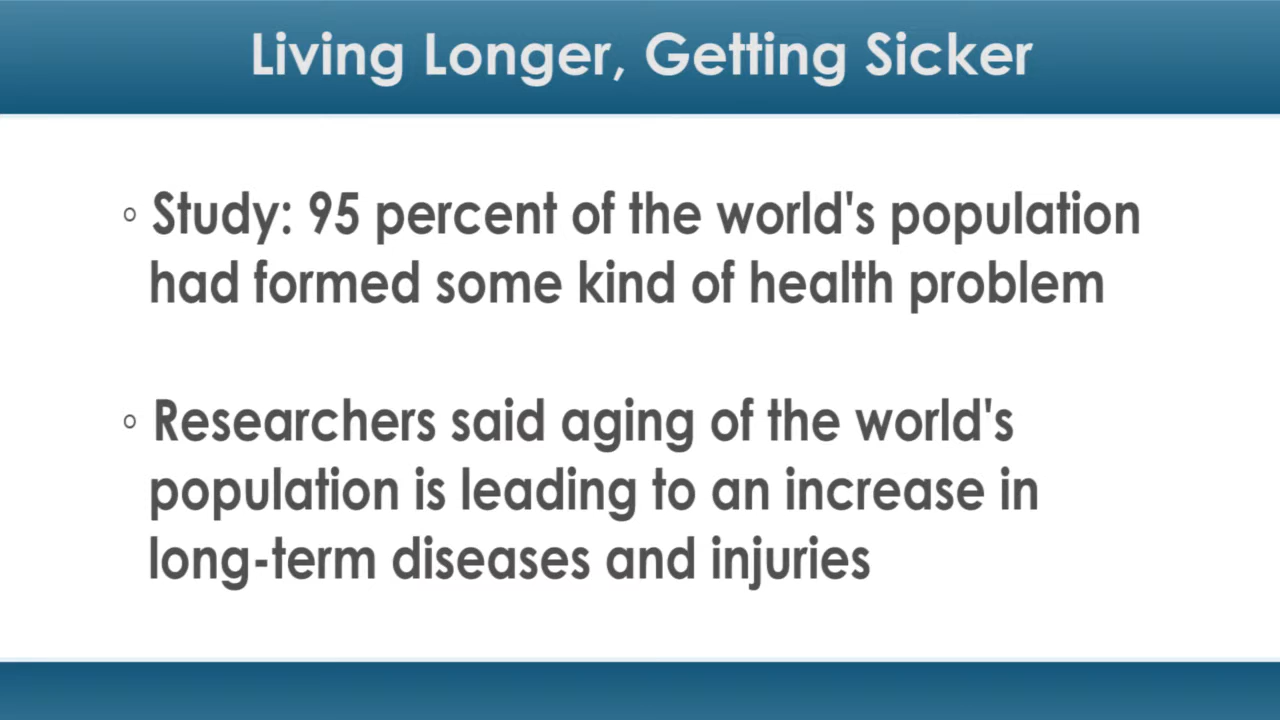 Living Longer, Getting Sicker
◦ Study: 95 percent of the world's population
had formed some kind of health problem
◦ Researchers said aging of the world's
population is leading to an increase in
long-term diseases and injuries